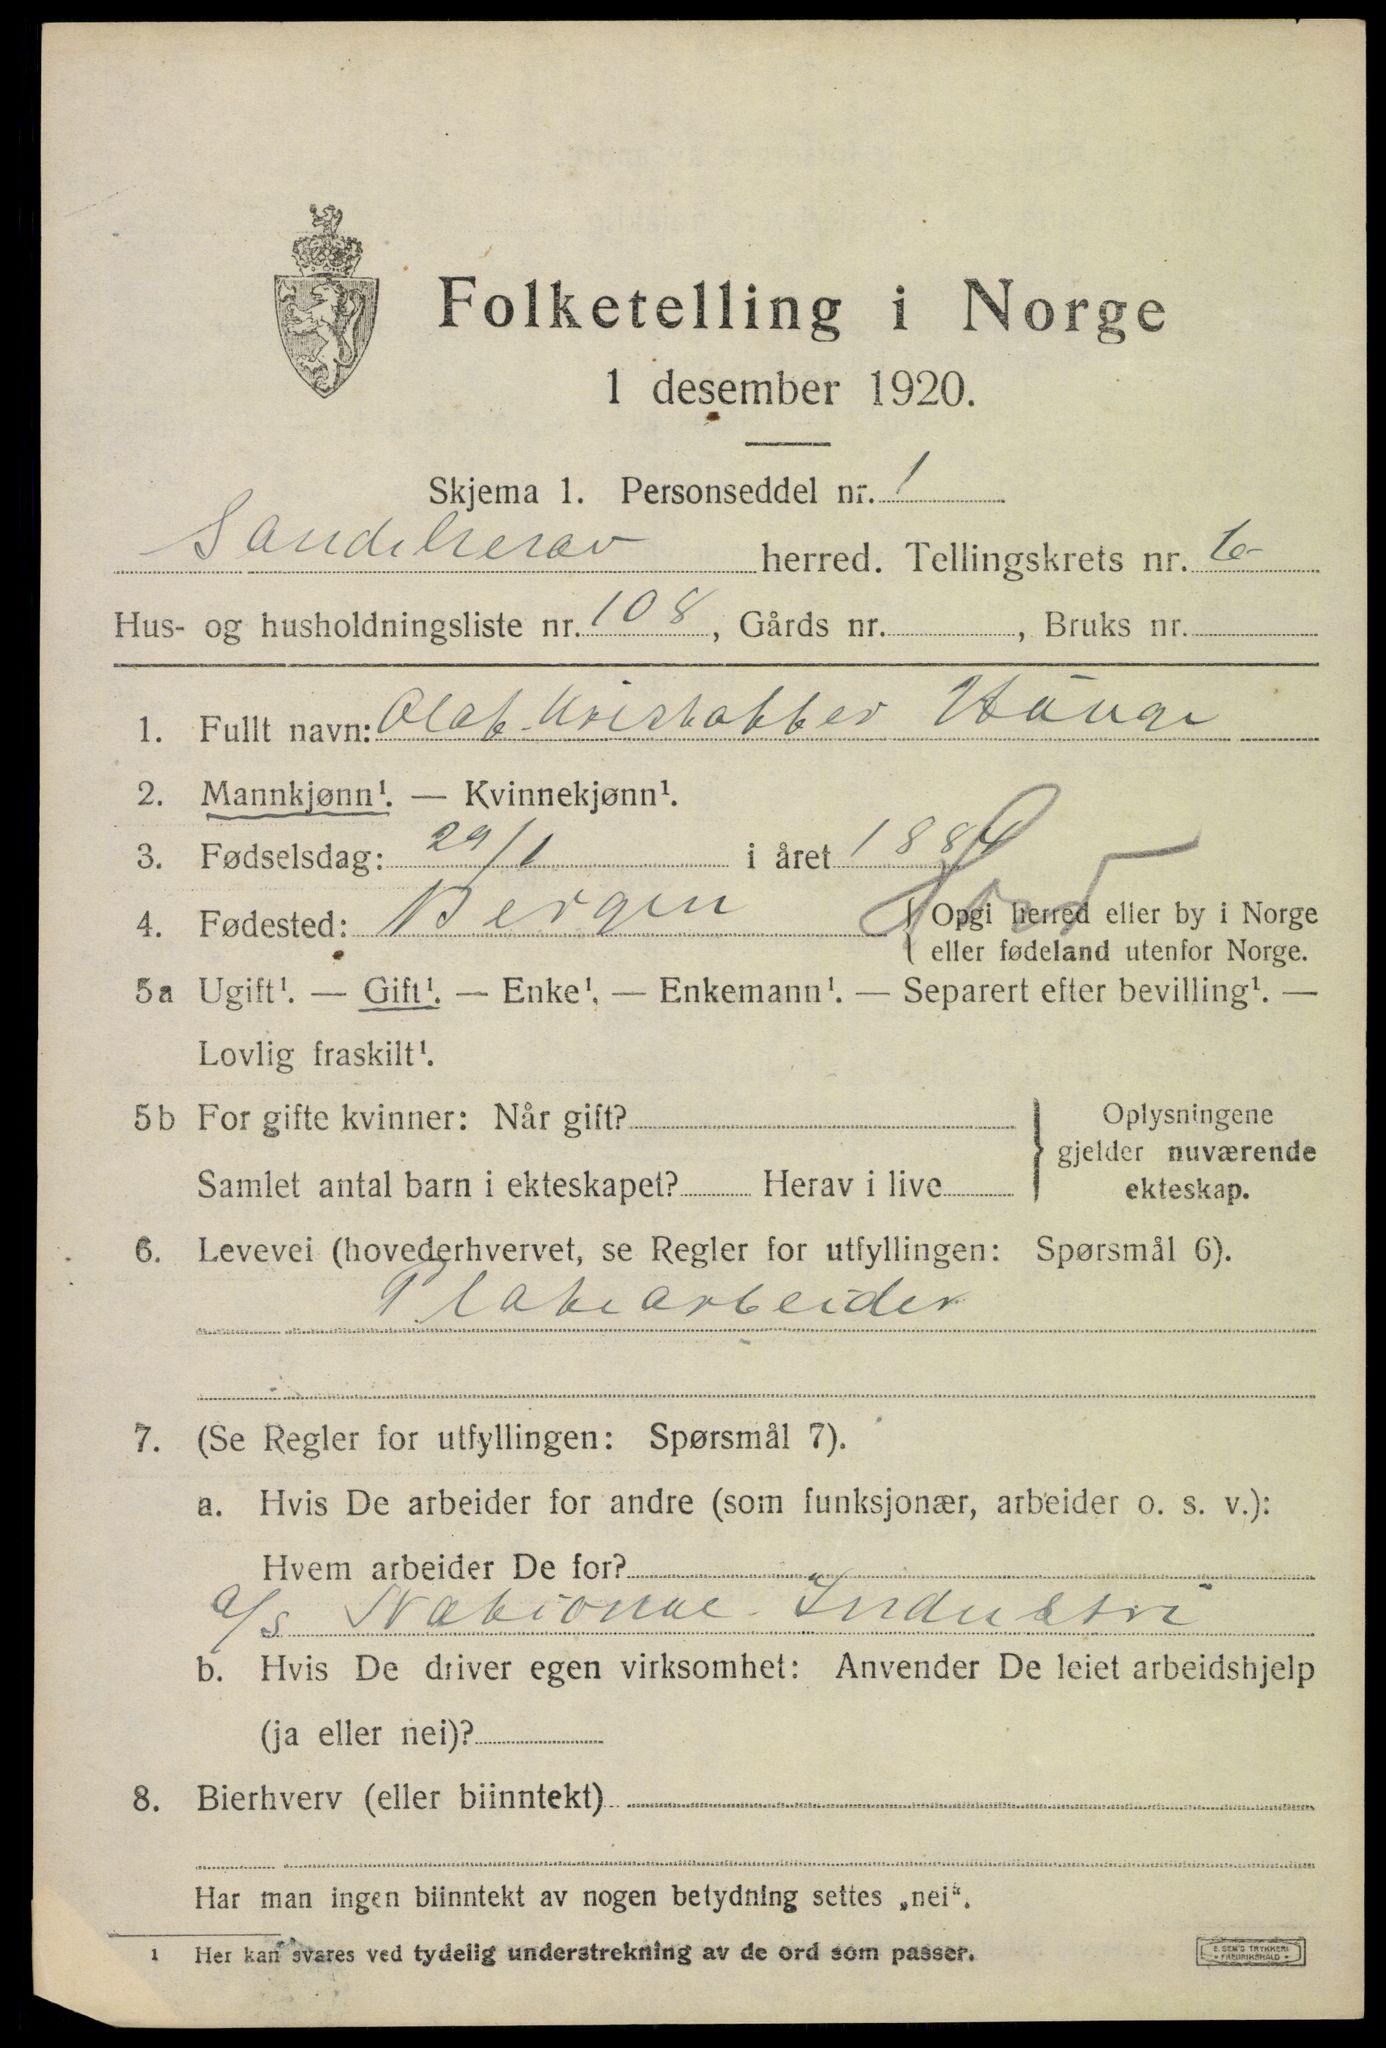 Folketelling i Norge
1 desember 1920.
Skjema 1. Personseddel nr. 1
Sandeherav herred. Tellingskrets nr. 6
Hus- og husholdningsliste nr. 108, Gårds nr. , Bruks nr.
1. Fullt navn: Olaf Kristoffer Hauge
2. Mannkjønn¹. — Kvinnekjønn¹.
3. Fødselsdag: 29/1 i året 1884
4. Fødested: Bergen { Opgi herred eller by i Norge
eller fødeland utenfor Norge.
5a Ugift¹. — Gift¹. — Enke¹. — Enkemann¹. — Separert efter bevilling¹. —
Lovlig fraskilt¹.
5b For gifte kvinner: Når gift?
Samlet antal barn i ekteskapet? Herav i live
} Oplysningene
gjelder nuværende
ekteskap.
6. Levevei (hovederhvervet, se Regler for utfyllingen: Spørsmål 6).
Platearbeider
7. (Se Regler for utfyllingen: Spørsmål 7).
a. Hvis De arbeider for andre (som funksjonær, arbeider o. s. v.):
Hvem arbeider De for?
a/s National Industri
b. Hvis De driver egen virksomhet: Anvender De leiet arbeidshjelp
(ja eller nei)?
8. Bierhverv (eller biinntekt)
Har man ingen biinntekt av nogen betydning settes „nei“.
¹ Her kan svares ved tydelig understrekning av de ord som passer.
E. SEM'S TRYKKERI
FREDRIKSHALD